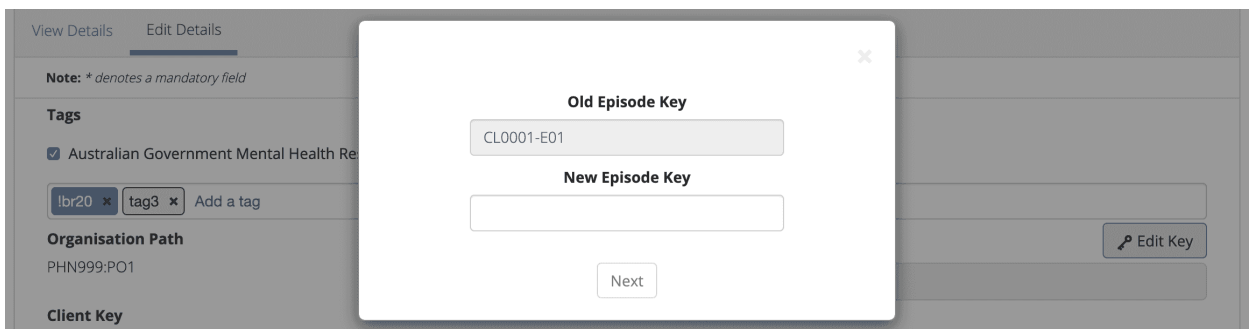 View Details
Edit Details
Note: * denotes a mandatory field
Tags
Australian Government Mental Health Re
!br20 × tag3 × Add a tag
Organisation Path
PHN999:PO1
Client Key
Edit Key
×
Old Episode Key
CL0001-E01
New Episode Key
Next